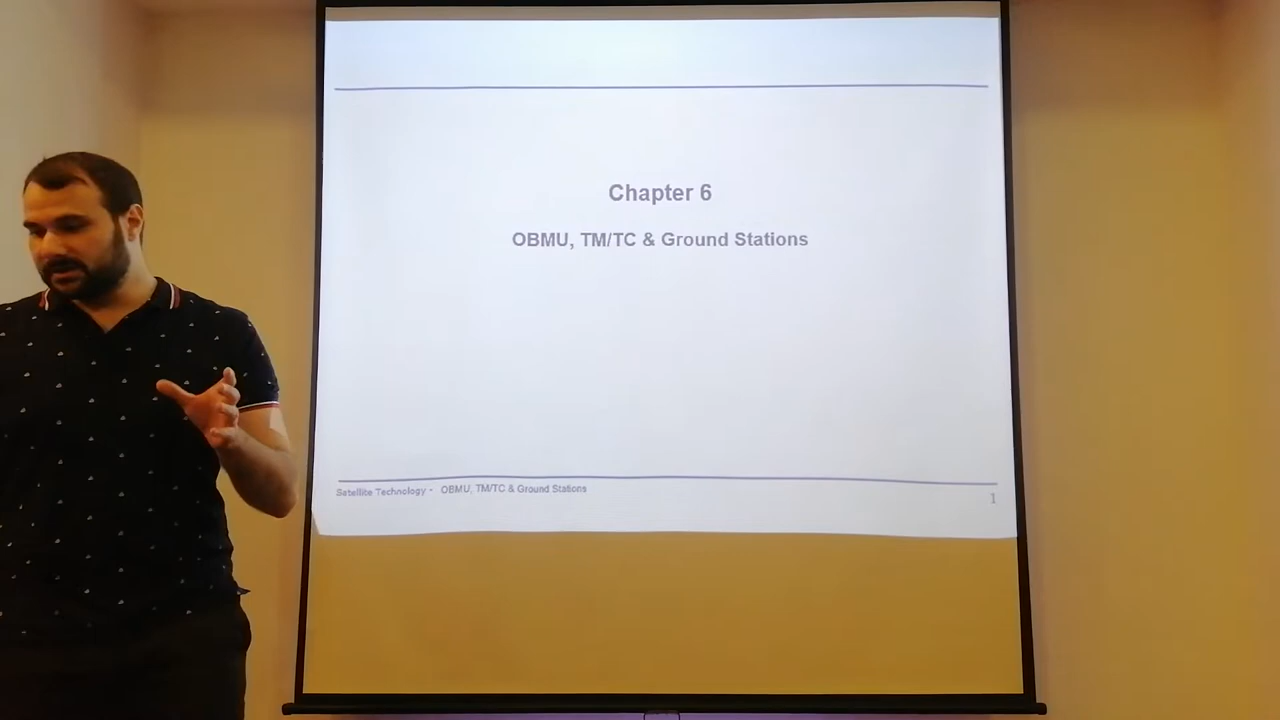 Chapter 6
OBMU, TM/TC & Ground Stations
Satellite Technology - OBMU, TM/TC & Ground Stations
1